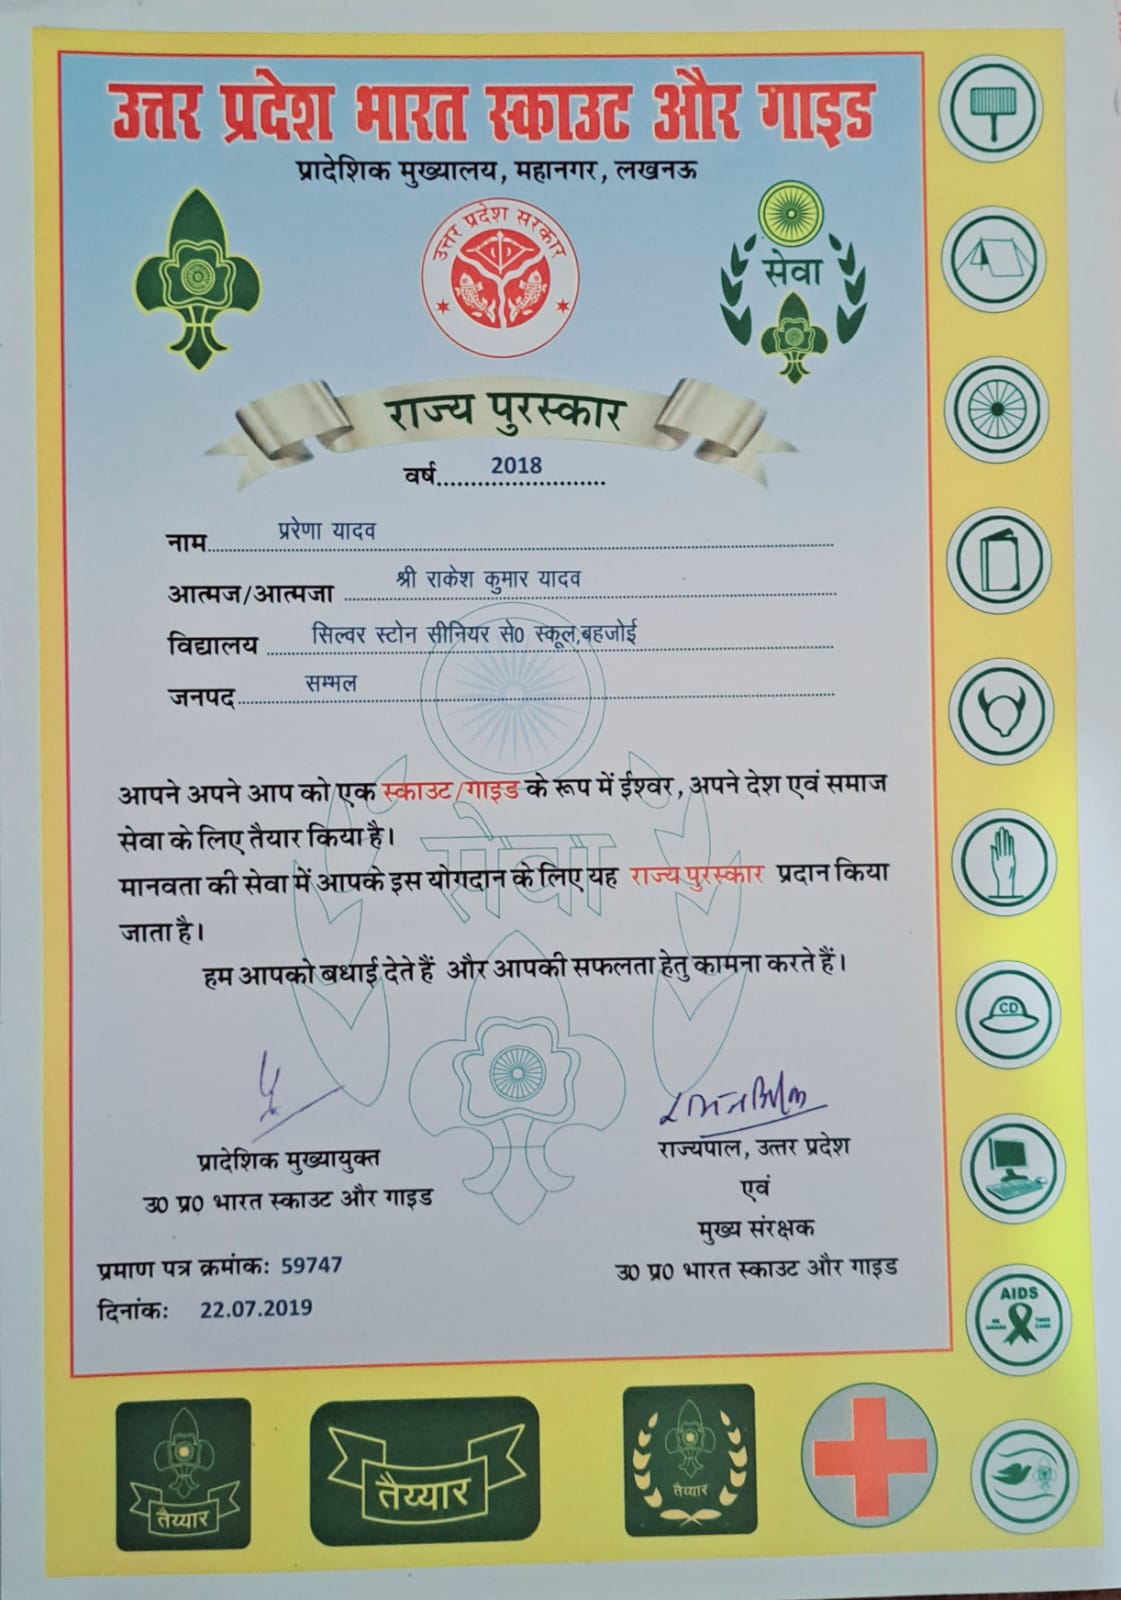 उत्तर प्रदेश भारत स्काउट और गाइड
प्रादेशिक मुख्यालय, महानगर, लखनऊ
उत्तर प्रदेश सरकार
सेवा
राज्य पुरस्कार
वर्ष 2018
नाम प्ररेणा यादव
आत्मज/आत्मजा श्री राकेश कुमार यादव
विद्यालय सिल्वर स्टोन सीनियर से0 स्कूल,बहजोई
जनपद सम्भल
आपने अपने आप को एक स्काउट/गाइड के रूप में ईश्वर, अपने देश एवं समाज
सेवा के लिए तैयार किया है।
सेवा
मानवता की सेवा में आपके इस योगदान के लिए यह राज्य पुरस्कार प्रदान किया
जाता है।
हम आपको बधाई देते हैं और आपकी सफलता हेतु कामना करते हैं।
CD
प्रादेशिक मुख्यायुक्त
उ0 प्र0 भारत स्काउट और गाइड
राज्यपाल, उत्तर प्रदेश
एवं
मुख्य संरक्षक
उ0 प्र0 भारत स्काउट और गाइड
प्रमाण पत्र क्रमांकः 59747
दिनांकः 22.07.2019
AIDS
तैय्यार
तैय्यार
तैय्यार